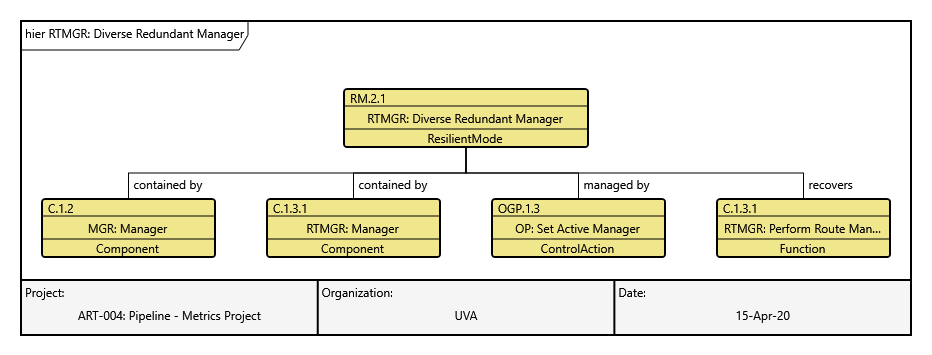 hier RTMGR: Diverse Redundant Manager
RM.2.1
RTMGR: Diverse Redundant Manager
ResilientMode
contained by
contained by
managed by
recovers
C.1.2
MGR: Manager
Component
C.1.3.1
RTMGR: Manager
Component
OGP.1.3
OP: Set Active Manager
ControlAction
C.1.3.1
RTMGR: Perform Route Man...
Function
Project:
ART-004: Pipeline - Metrics Project
Organization:
UVA
Date:
15-Apr-20